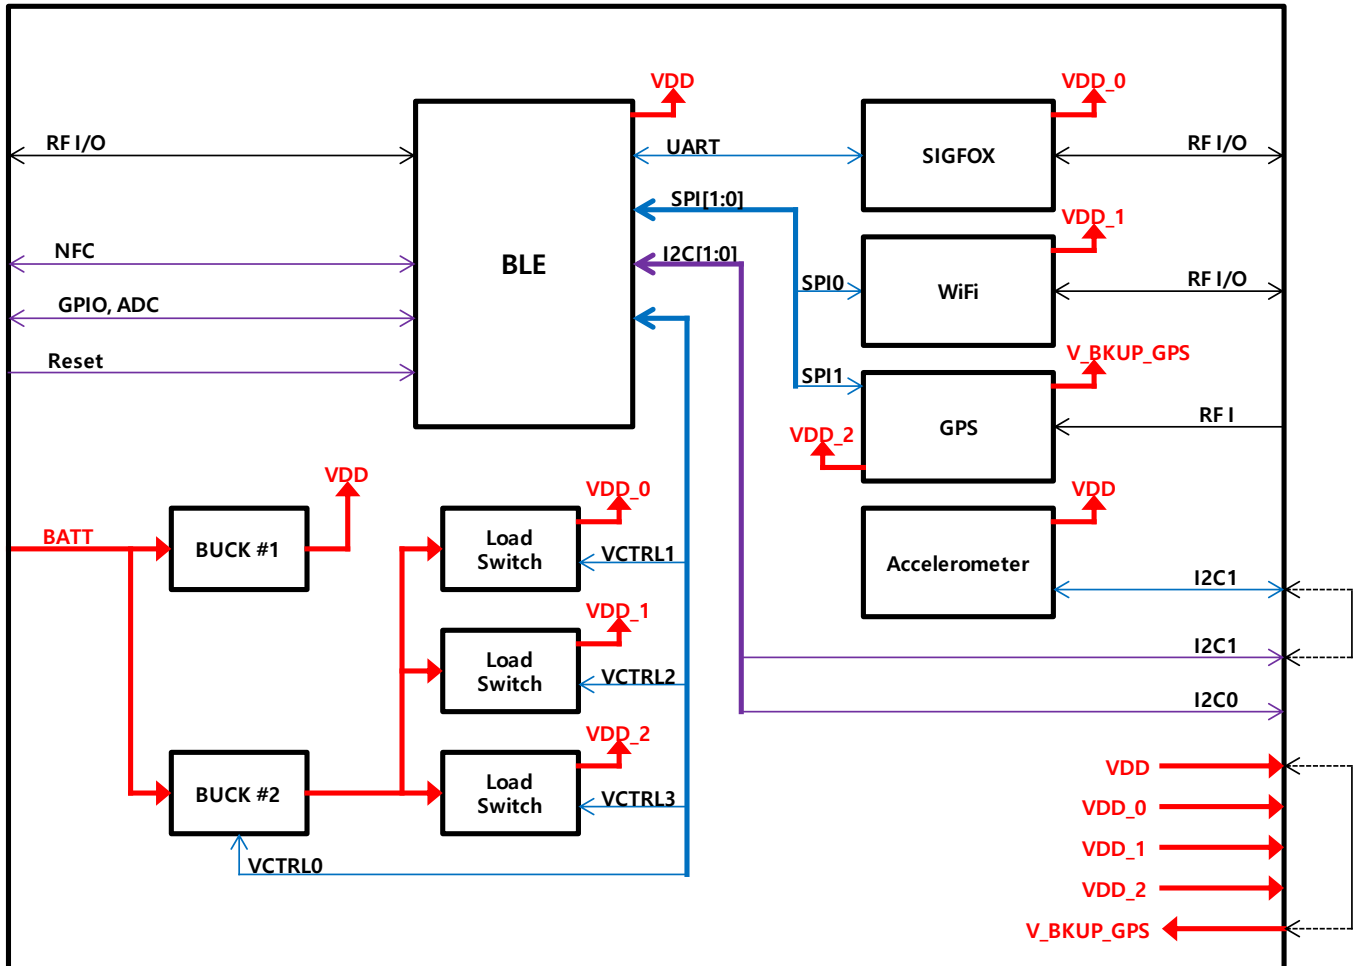 VDD
VDD_0
RF I/O
UART
SIGFOX
RF I/O
SPI[1:0]
VDD_1
NFC
BLE
I2C[1:0]
SPI0
WiFi
RF I/O
GPIO, ADC
Reset
V_BKUP_GPS
SPI1
GPS
RF I
VDD_2
VDD
VDD_0
VDD
BATT
BUCK #1
Load
Switch
VCTRL1
Accelerometer
I2C1
VDD_1
Load
Switch
VCTRL2
I2C1
I2C0
VDD_2
BUCK #2
Load
Switch
VCTRL3
VCTRL0
VDD
VDD_0
VDD_1
VDD_2
V_BKUP_GPS